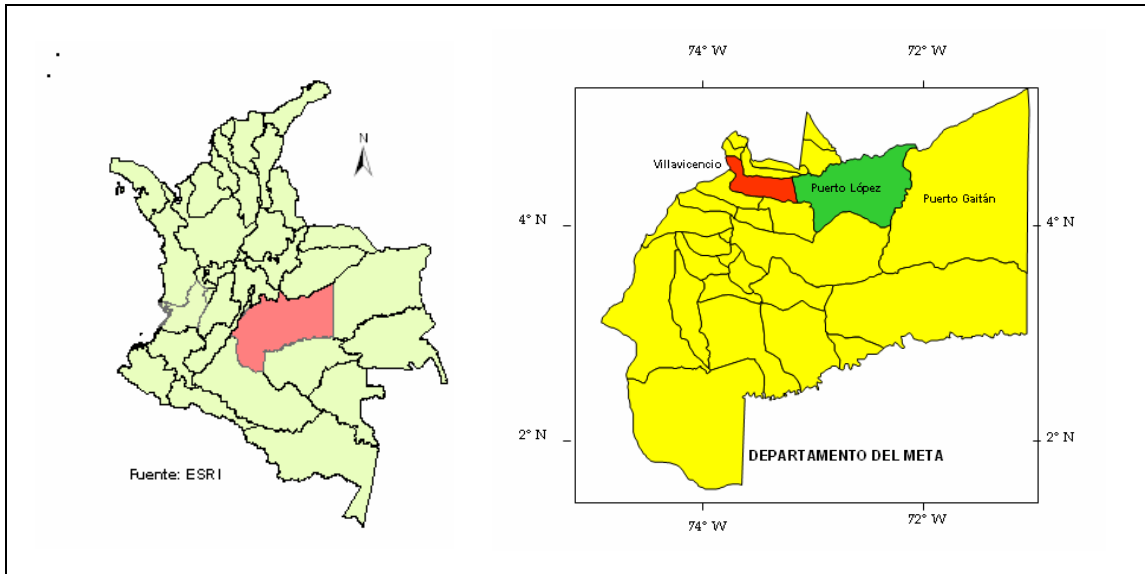 N
Fuente: ESRI
74° W
72° W
Villavicencio
Puerto López
Puerto Gaitán
4° N
4° N
2° N
2° N
DEPARTAMENTO DEL META
74° W
72° W